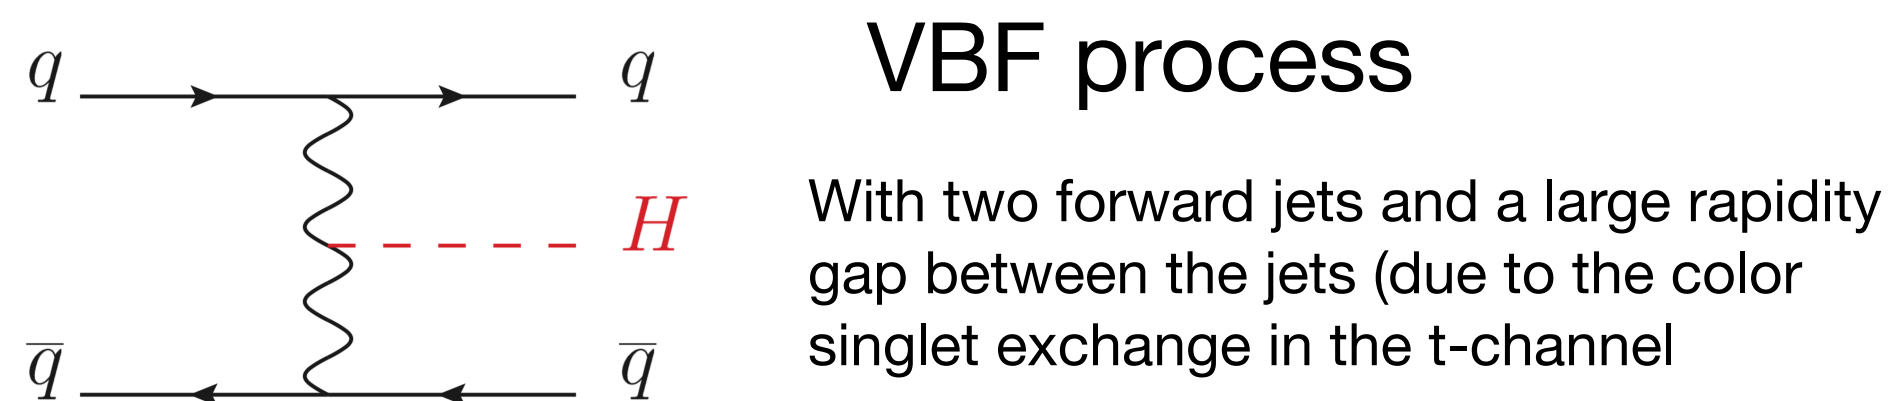 VBF process
q
q
H
q̅
q̅
With two forward jets and a large rapidity
gap between the jets (due to the color
singlet exchange in the t-channel